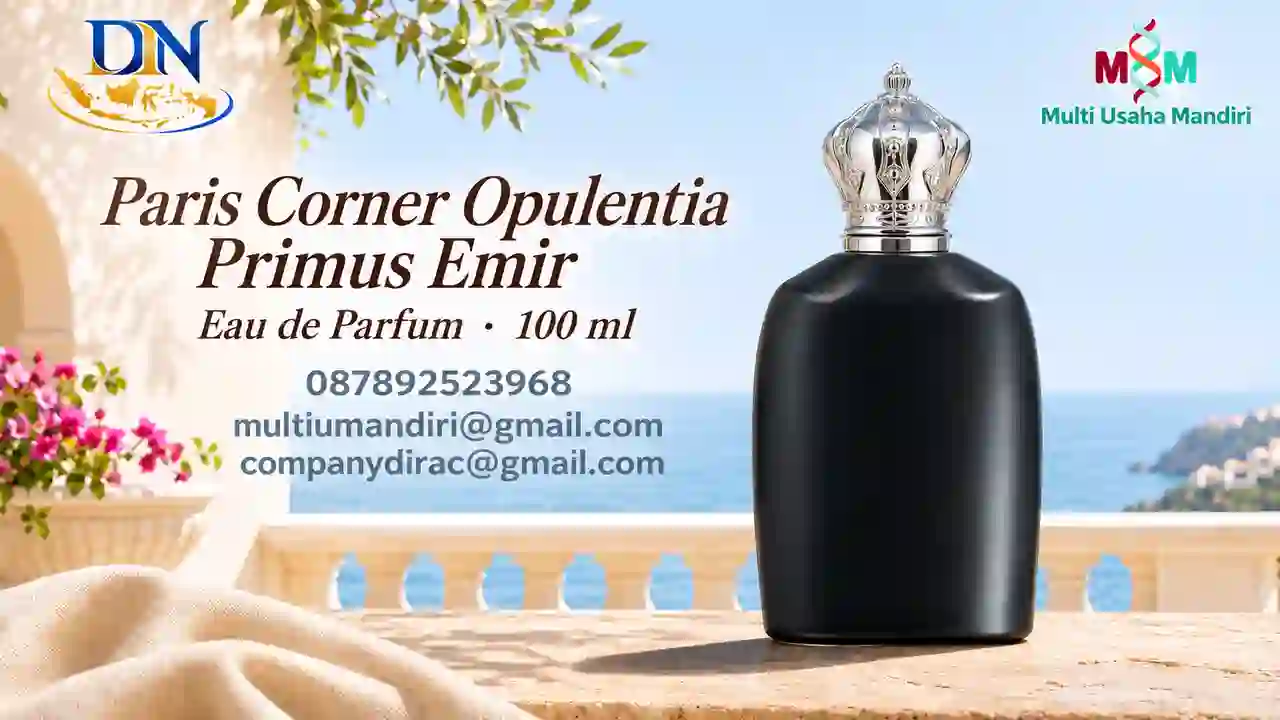 DN
MM
Multi Usaha Mandiri
Paris Corner Opulentia
Primus Emir
Eau de Parfum · 100 ml
087892523968
multiumandiri@gmail.com
companydirac@gmail.com